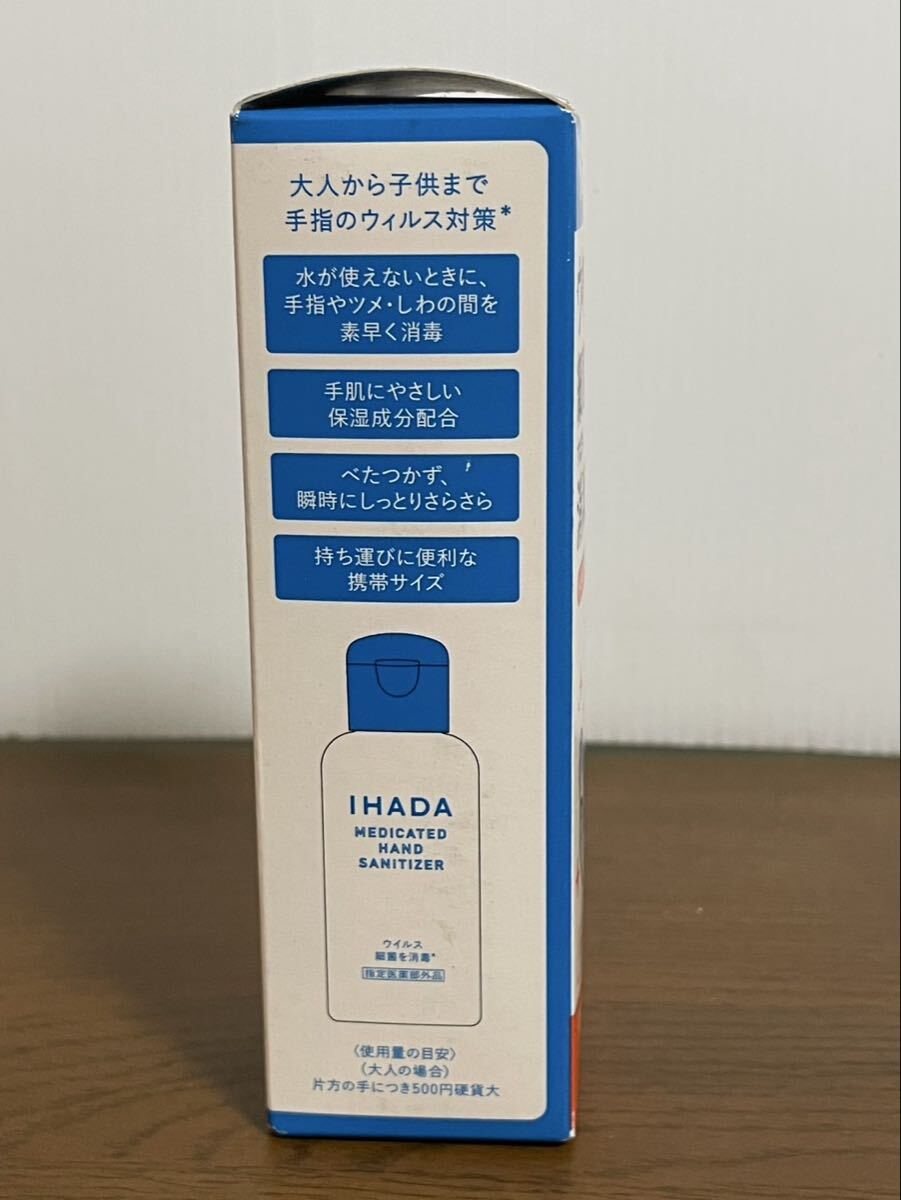 大人から子供まで
手指のウィルス対策*
水が使えないときに、
手指やツメ・しわの間を
素早く消毒
手肌にやさしい
保湿成分配合
べたつかず、
瞬時にしっとりさらさら
持ち運びに便利な
携帯サイズ
IHADA
MEDICATED
HAND
SANITIZER
ウイルス
細菌を消毒*
指定医薬部外品
〈使用量の目安〉
(大人の場合)
片方の手につき500円硬貨大